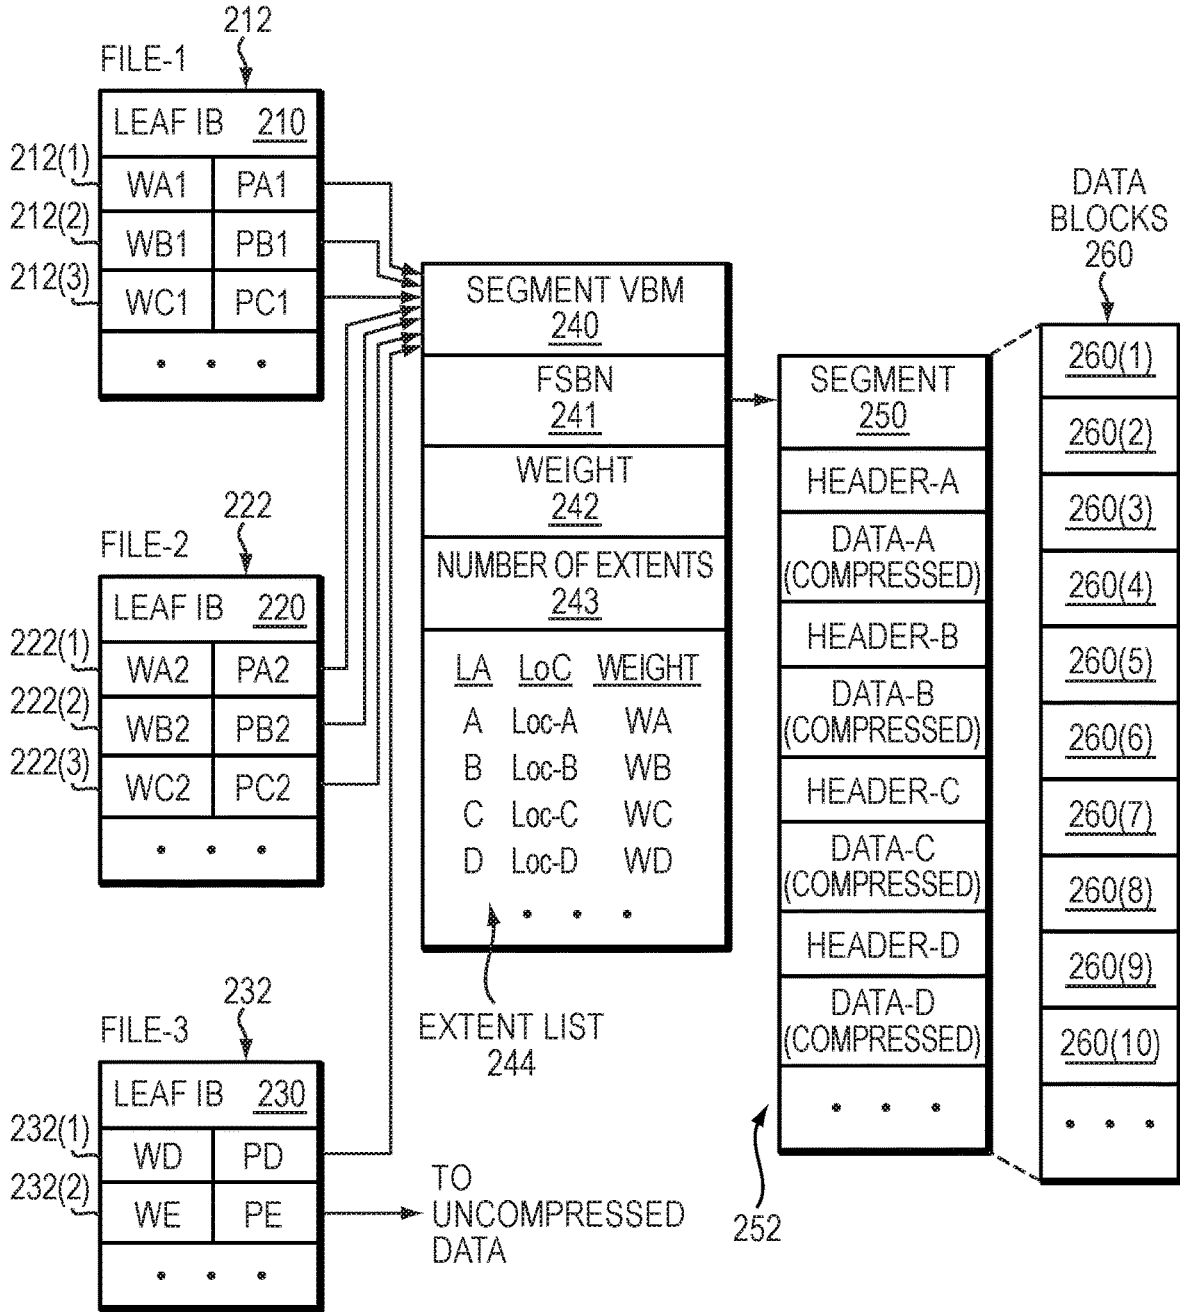 212
FILE-1
LEAF IB 210
212(1)
WA1 PA1
212(2)
WB1 PB1
212(3)
WC1 PC1
. . .
222
FILE-2
LEAF IB 220
222(1)
WA2 PA2
222(2)
WB2 PB2
222(3)
WC2 PC2
. . .
232
FILE-3
LEAF IB 230
232(1)
WD PD
232(2)
WE PE
. . .
TO
UNCOMPRESSED
DATA
SEGMENT VBM
240
FSBN
241
WEIGHT
242
NUMBER OF EXTENTS
243
LA LoC WEIGHT
A Loc-A WA
B Loc-B WB
C Loc-C WC
D Loc-D WD
. . .
EXTENT LIST
244
SEGMENT
250
HEADER-A
DATA-A
(COMPRESSED)
HEADER-B
DATA-B
(COMPRESSED)
HEADER-C
DATA-C
(COMPRESSED)
HEADER-D
DATA-D
(COMPRESSED)
. . .
252
DATA
BLOCKS
260
260(1)
260(2)
260(3)
260(4)
260(5)
260(6)
260(7)
260(8)
260(9)
260(10)
. . .